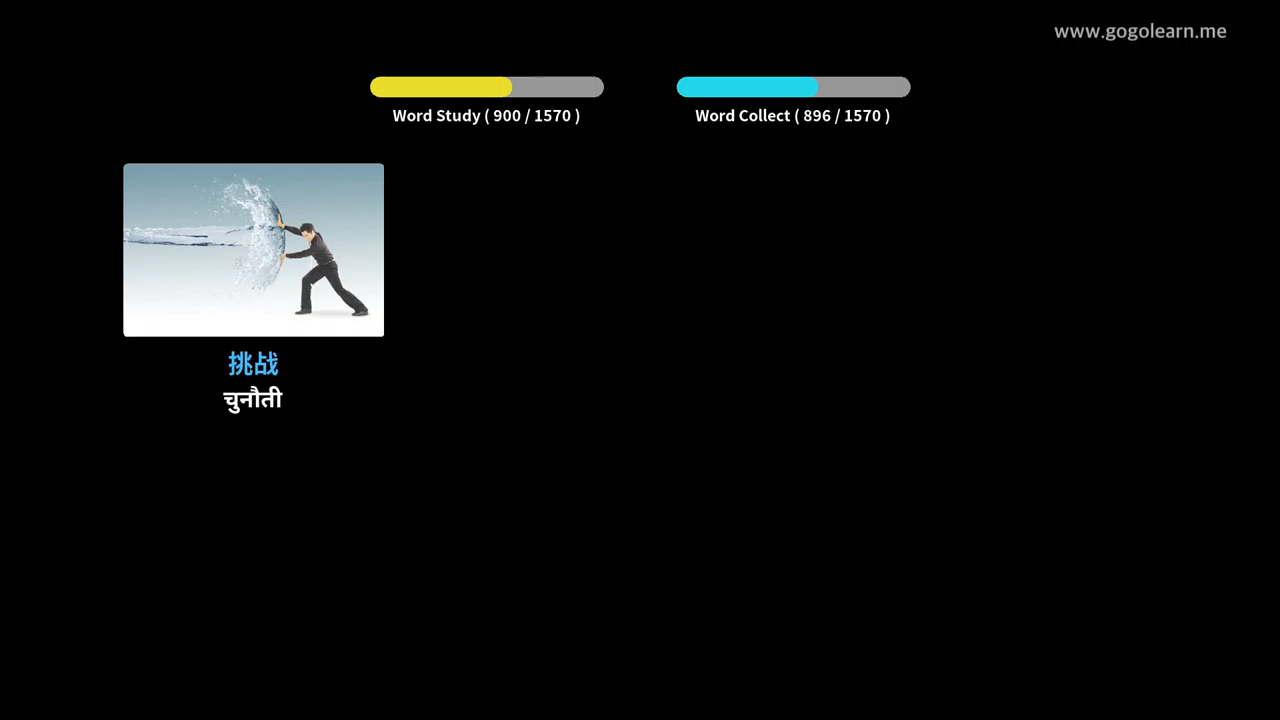 www.gogolearn.me
Word Study ( 900 / 1570 )
Word Collect ( 896 / 1570 )
挑战
चुनौती